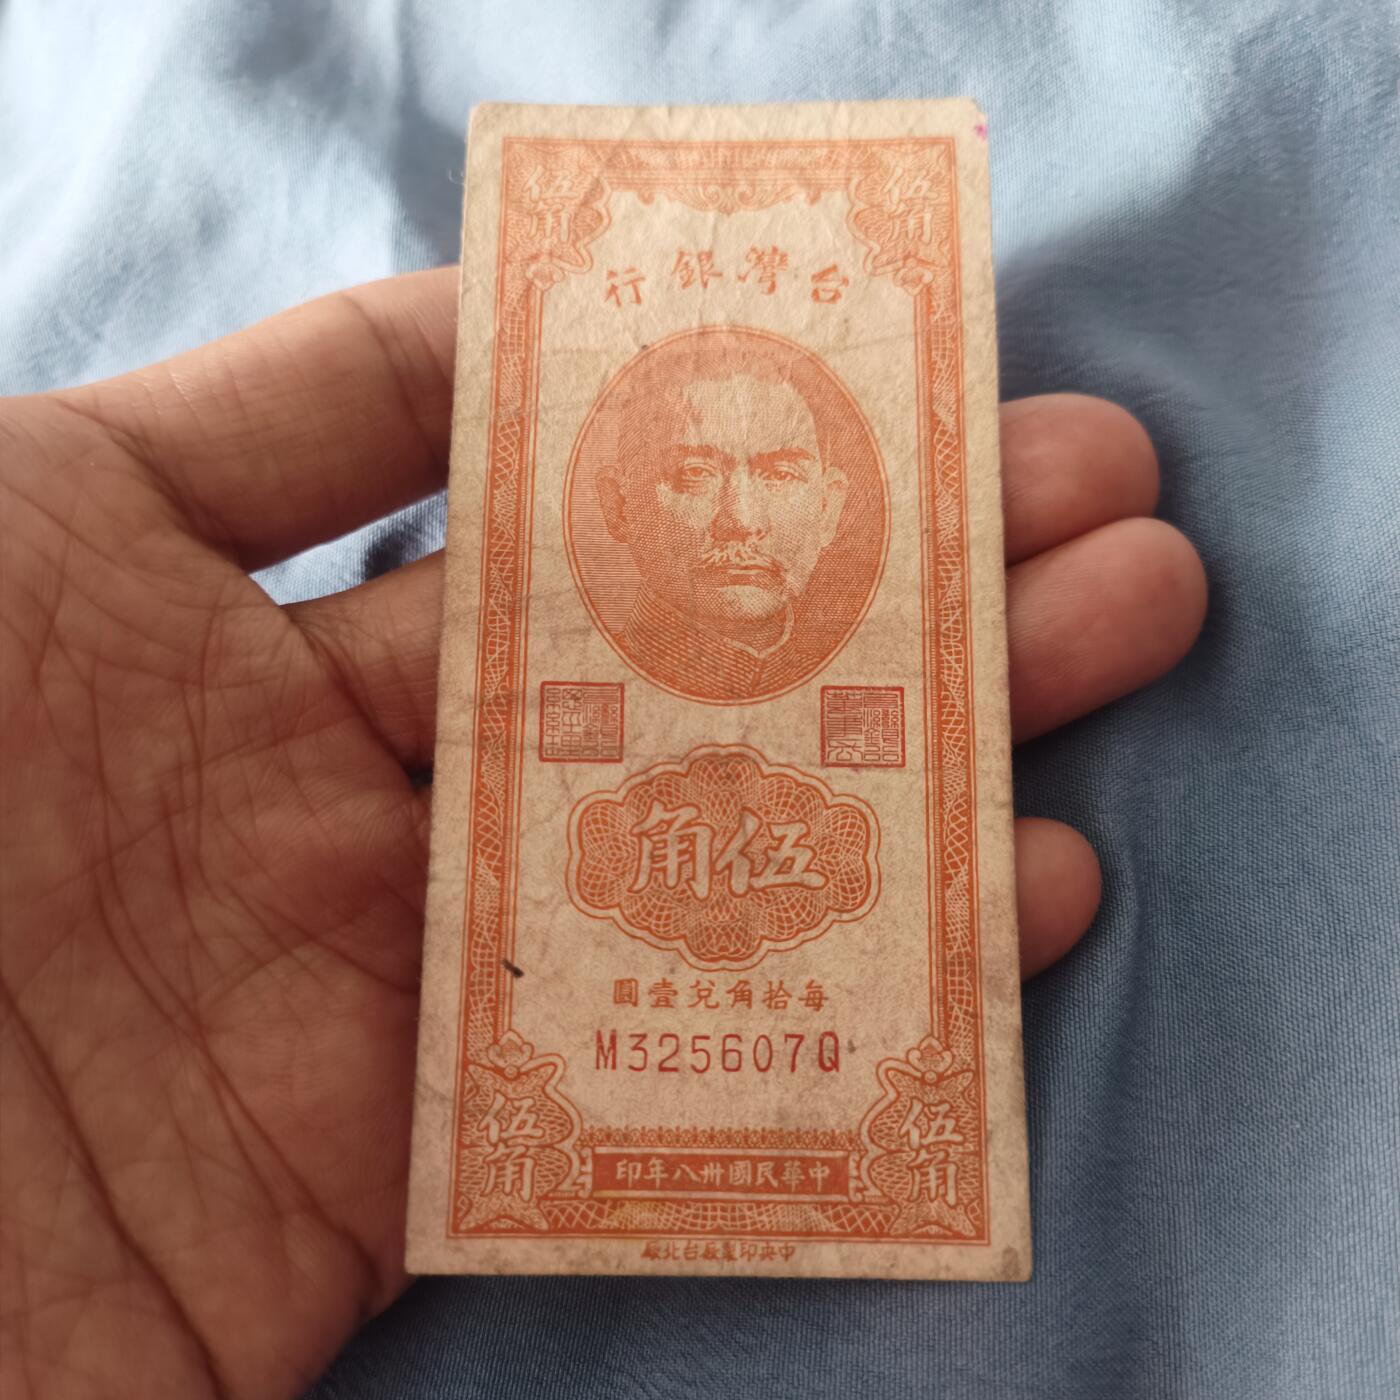 伍角
伍角
台灣銀行
伍角
每拾角兌壹圓
M325607Q
伍角
伍角
中華民國卅八年印
中央印製廠台北廠